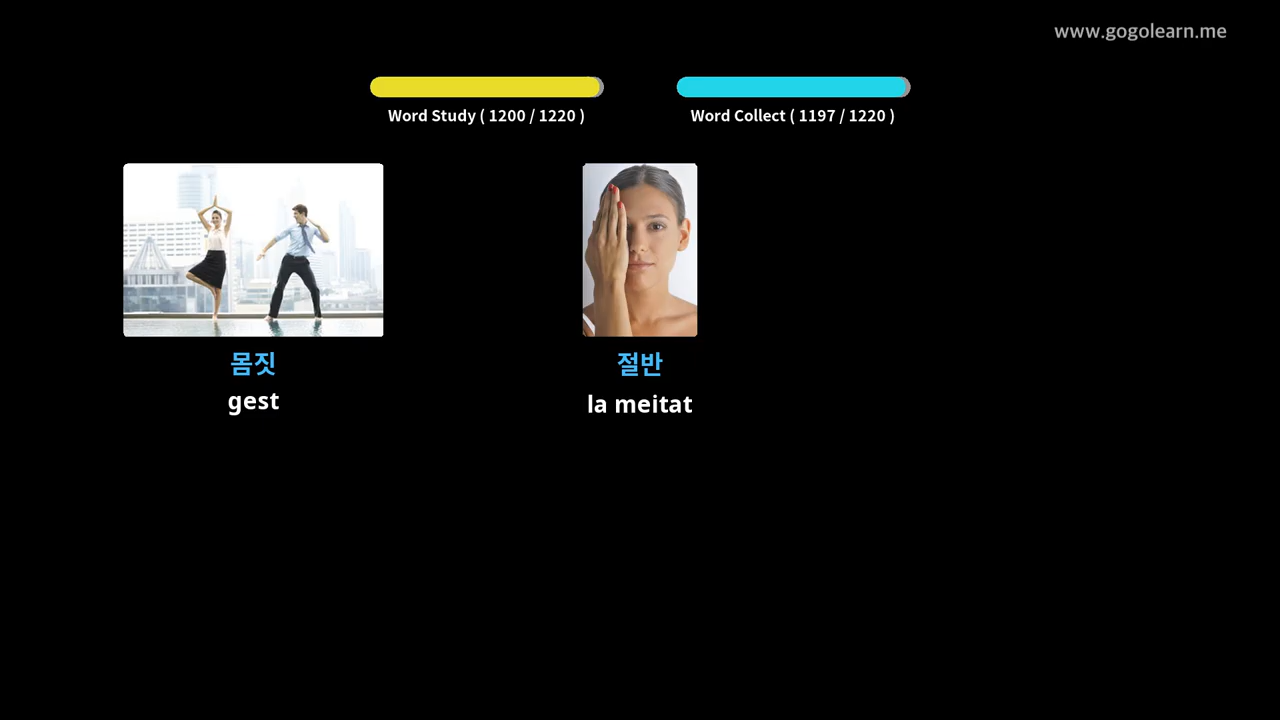 www.gogolearn.me
Word Study ( 1200 / 1220 )
Word Collect ( 1197 / 1220 )
몸짓
gest
절반
la meitat